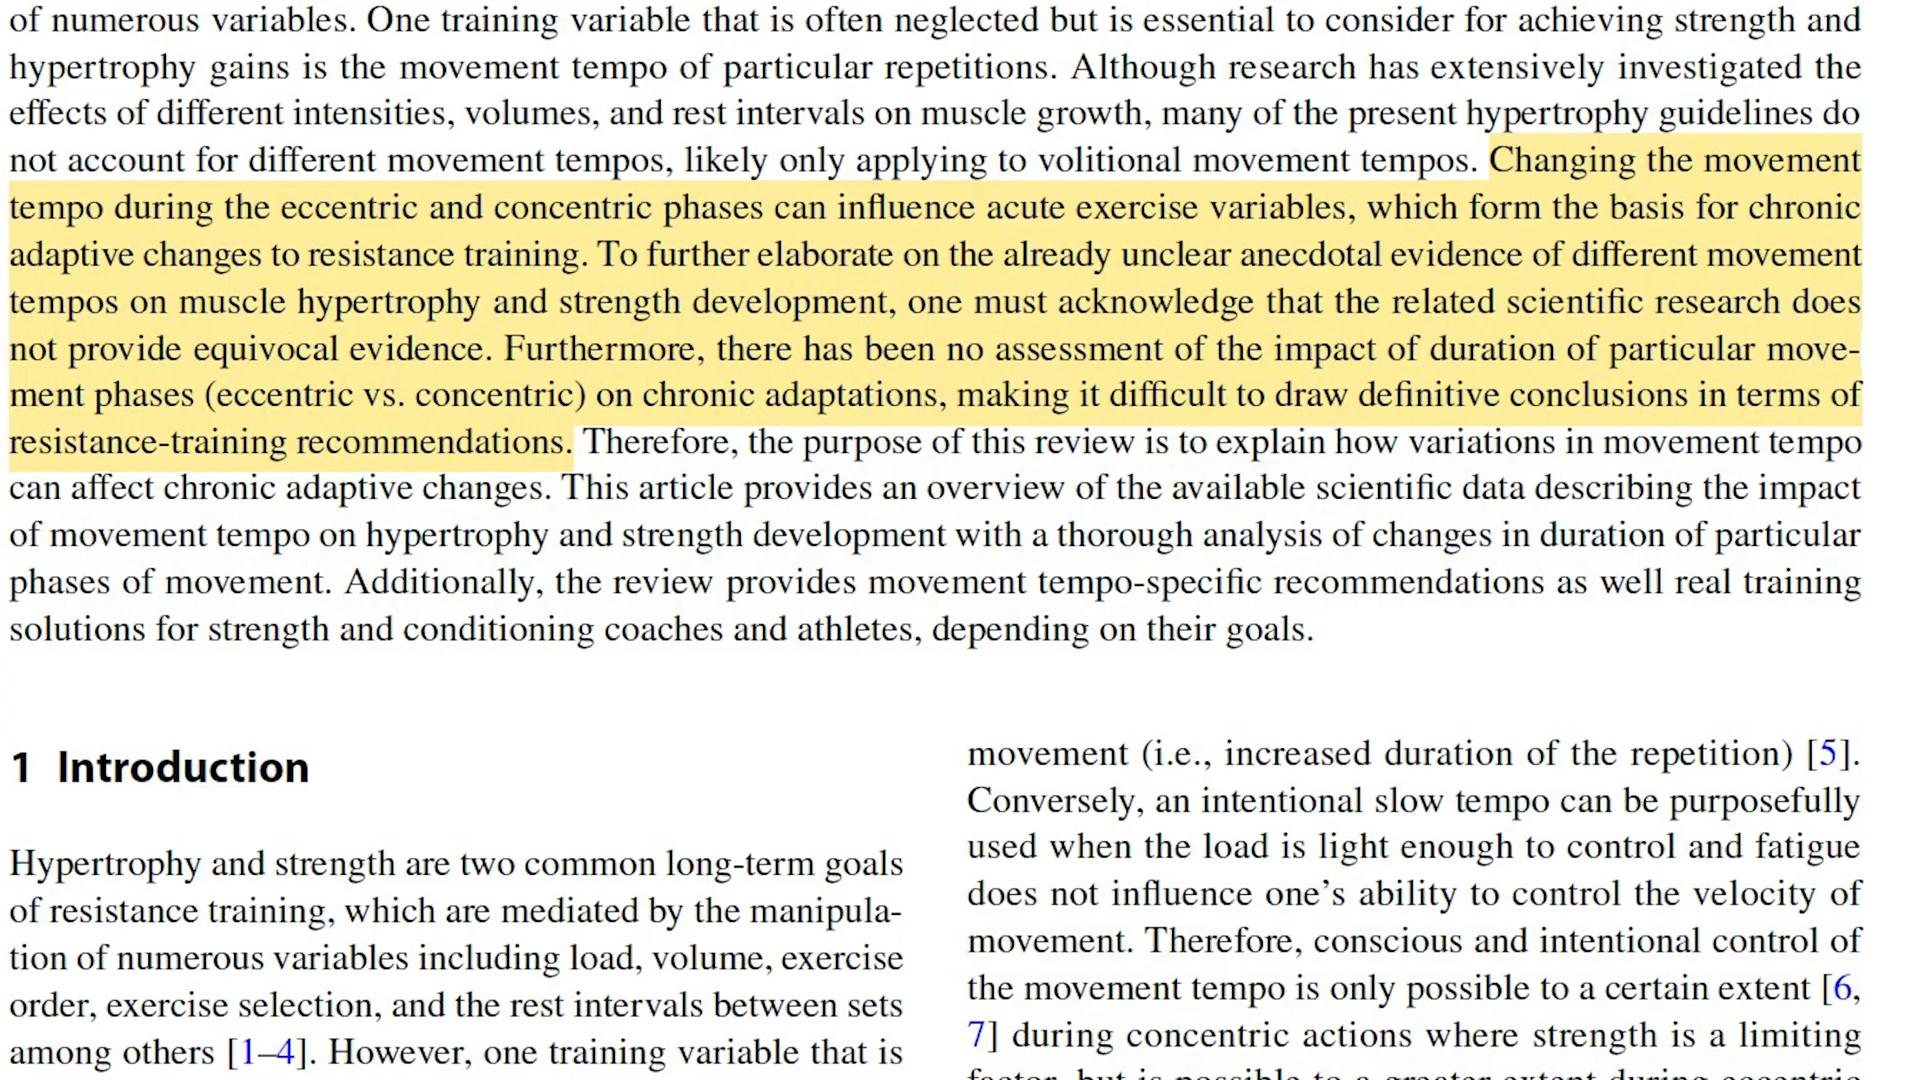 of numerous variables. One training variable that is often neglected but is essential to consider for achieving strength and
hypertrophy gains is the movement tempo of particular repetitions. Although research has extensively investigated the
effects of different intensities, volumes, and rest intervals on muscle growth, many of the present hypertrophy guidelines do
not account for different movement tempos, likely only applying to volitional movement tempos. Changing the movement
tempo during the eccentric and concentric phases can influence acute exercise variables, which form the basis for chronic
adaptive changes to resistance training. To further elaborate on the already unclear anecdotal evidence of different movement
tempos on muscle hypertrophy and strength development, one must acknowledge that the related scientific research does
not provide equivocal evidence. Furthermore, there has been no assessment of the impact of duration of particular move-
ment phases (eccentric vs. concentric) on chronic adaptations, making it difficult to draw definitive conclusions in terms of
resistance-training recommendations. Therefore, the purpose of this review is to explain how variations in movement tempo
can affect chronic adaptive changes. This article provides an overview of the available scientific data describing the impact
of movement tempo on hypertrophy and strength development with a thorough analysis of changes in duration of particular
phases of movement. Additionally, the review provides movement tempo-specific recommendations as well real training
solutions for strength and conditioning coaches and athletes, depending on their goals.
1 Introduction
Hypertrophy and strength are two common long-term goals
of resistance training, which are mediated by the manipula-
tion of numerous variables including load, volume, exercise
order, exercise selection, and the rest intervals between sets
among others [1–4]. However, one training variable that is
movement (i.e., increased duration of the repetition) [5].
Conversely, an intentional slow tempo can be purposefully
used when the load is light enough to control and fatigue
does not influence one's ability to control the velocity of
movement. Therefore, conscious and intentional control of
the movement tempo is only possible to a certain extent [6,
7] during concentric actions where strength is a limiting
factor, but is possible to a greater extent during eccentric